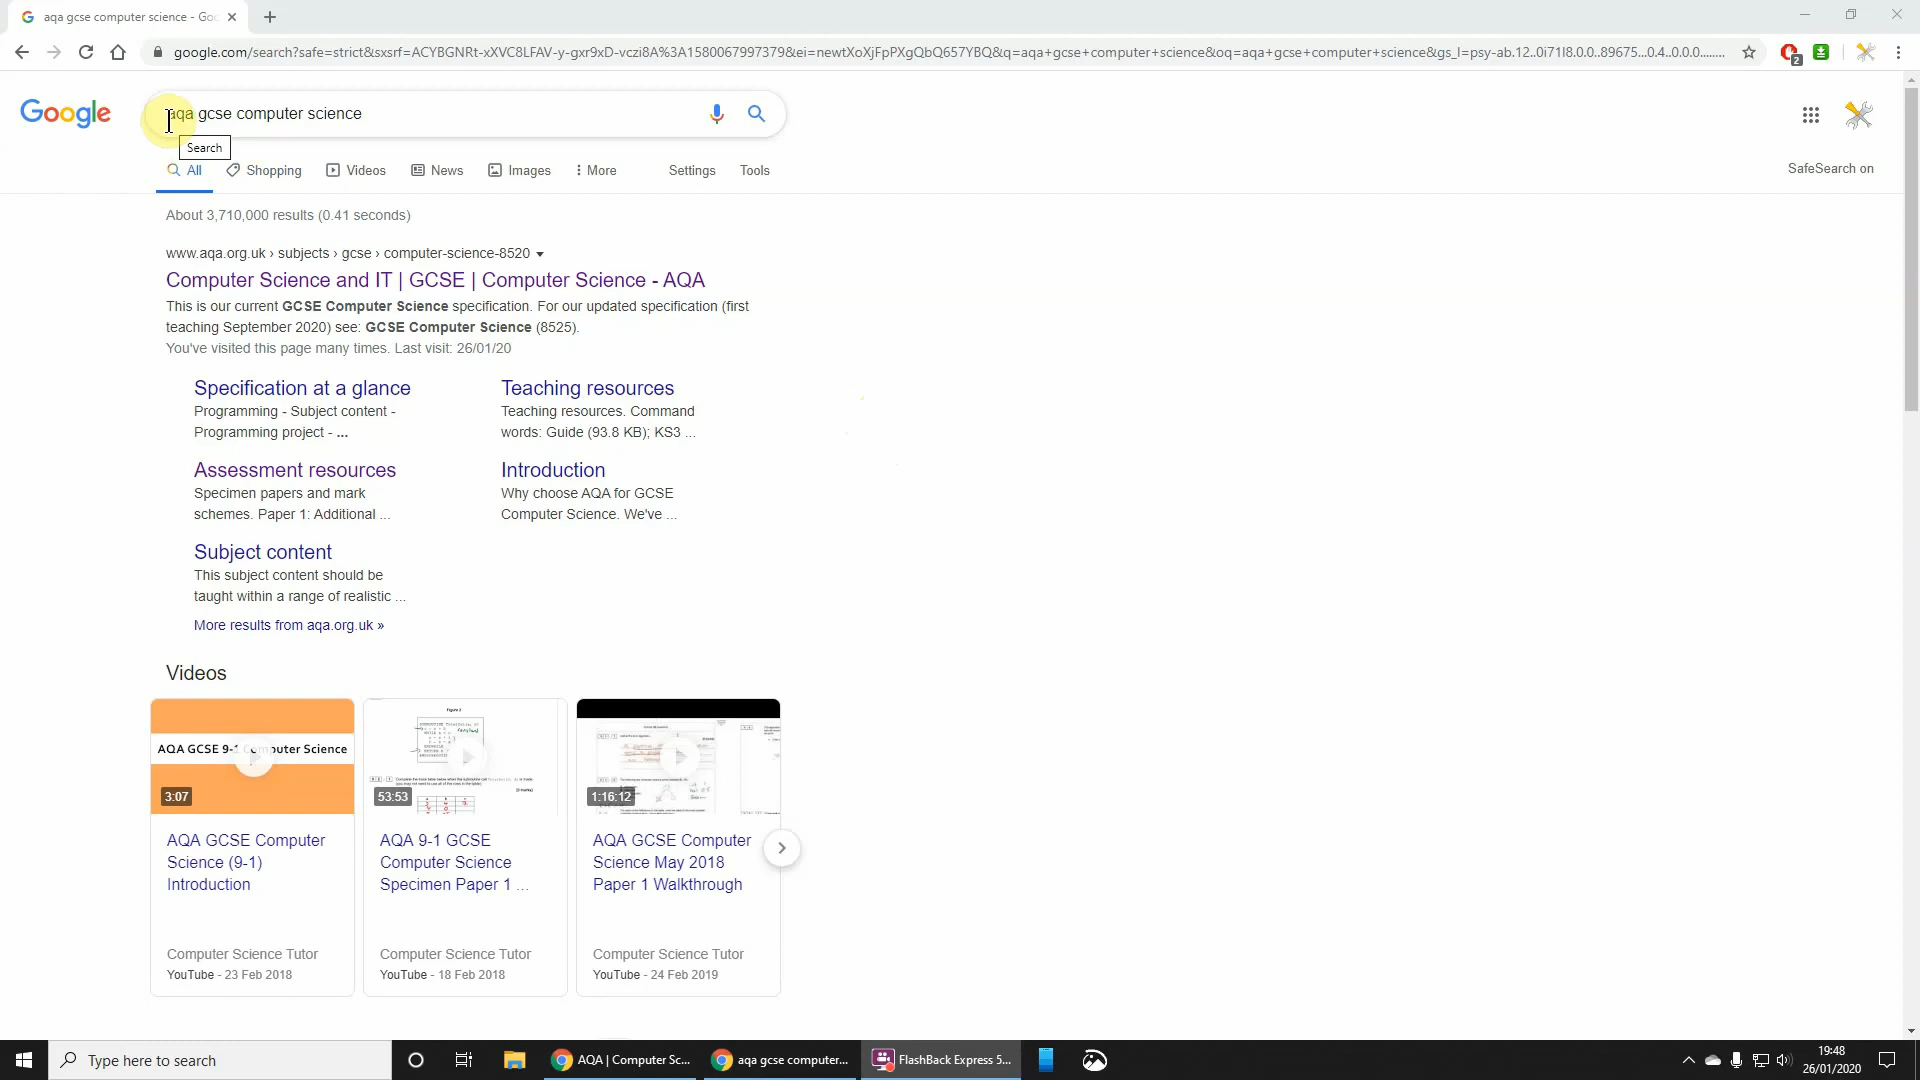 aqa gcse computer science - Goo
google.com/search?safe=strict&sxsrf=ACYBGNRt-xXVC8LFAV-y-gxr9xD-vczi8A%3A1580067997379&ei=newtXoXjFpPXgQbQ657YBQ&q=aqa+gcse+computer+science&oq=aqa+gcse+computer+science&gs_l=psy-ab.12..0i71l8.0.0..89675...0.4..0.0.0........
2
Google
aqa gcse computer science
Search
All Shopping Videos News Images More Settings Tools
SafeSearch on
About 3,710,000 results (0.41 seconds)
www.aqa.org.uk › subjects › gcse › computer-science-8520
Computer Science and IT | GCSE | Computer Science - AQA
This is our current GCSE Computer Science specification. For our updated specification (first
teaching September 2020) see: GCSE Computer Science (8525).
You've visited this page many times. Last visit: 26/01/20
Specification at a glance
Programming - Subject content -
Programming project - ...
Teaching resources
Teaching resources. Command
words: Guide (93.8 KB); KS3 ...
Assessment resources
Specimen papers and mark
schemes. Paper 1: Additional ...
Introduction
Why choose AQA for GCSE
Computer Science. We've ...
Subject content
This subject content should be
taught within a range of realistic ...
More results from aqa.org.uk »
Videos
AQA GCSE 9-1 Computer Science
3:07
AQA GCSE Computer
Science (9-1)
Introduction
Computer Science Tutor
YouTube - 23 Feb 2018
Figure 2
53:53
AQA 9-1 GCSE
Computer Science
Specimen Paper 1 ...
Computer Science Tutor
YouTube - 18 Feb 2018
1:16:12
AQA GCSE Computer
Science May 2018
Paper 1 Walkthrough
Computer Science Tutor
YouTube - 24 Feb 2019
Type here to search
AQA | Computer Sc...
aqa gcse computer...
FlashBack Express 5...
19:48
26/01/2020